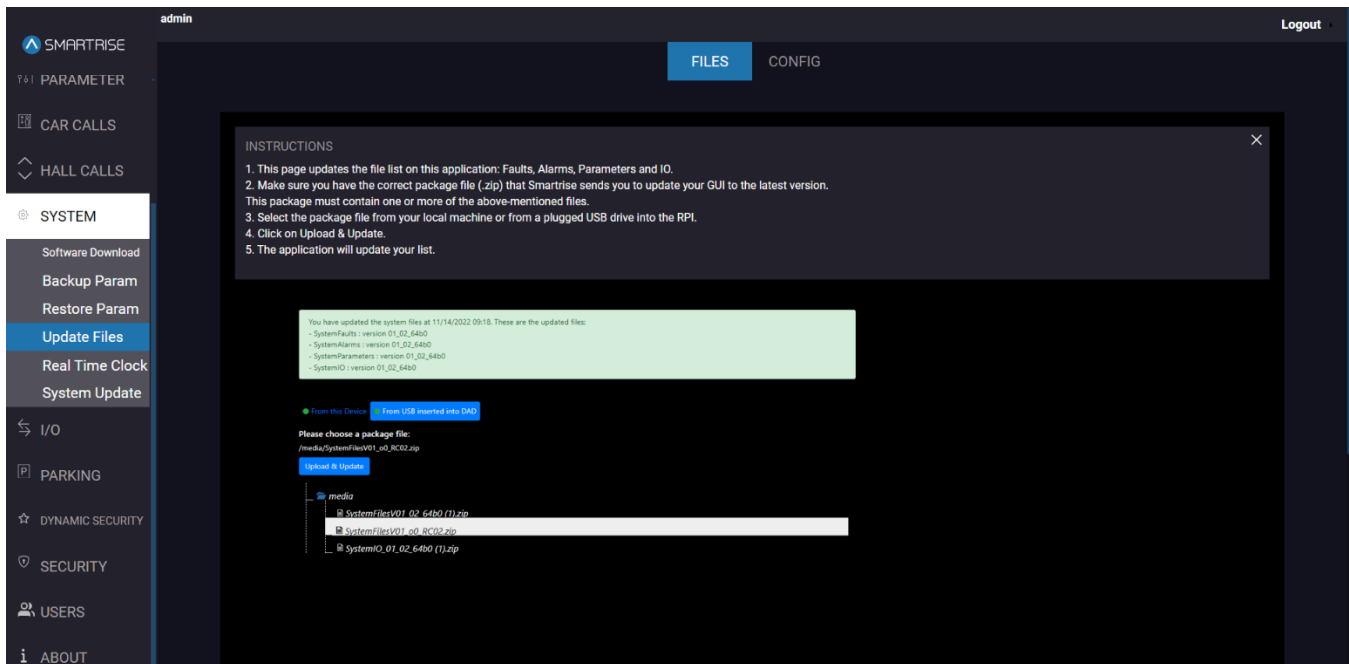 admin
Logout
SMARTRISE
PARAMETER
CAR CALLS
HALL CALLS
SYSTEM
Software Download
Backup Param
Restore Param
Update Files
Real Time Clock
System Update
I/O
P PARKING
DYNAMIC SECURITY
SECURITY
USERS
i ABOUT
FILES CONFIG
INSTRUCTIONS
1. This page updates the file list on this application: Faults, Alarms, Parameters and IO.
2. Make sure you have the correct package file (.zip) that Smartrise sends you to update your GUI to the latest version.
This package must contain one or more of the above-mentioned files.
3. Select the package file from your local machine or from a plugged USB drive into the RPI.
4. Click on Upload & Update.
5. The application will update your list.
You have updated the system files at 11/14/2022 09:18. These are the updated files:
- SystemFaults : version 01_02_64b0
- SystemAlarms : version 01_02_64b0
- SystemParameters : version 01_02_64b0
- SystemIO : version 01_02_64b0
From this Device From USB inserted into DAD
Please choose a package file:
/media/SystemFilesV01_o0_RC02.zip
Upload & Update
media
SystemFilesV01_02_64b0 (1).zip
SystemFilesV01_o0_RC02.zip
SystemIO_01_02_64b0 (1).zip